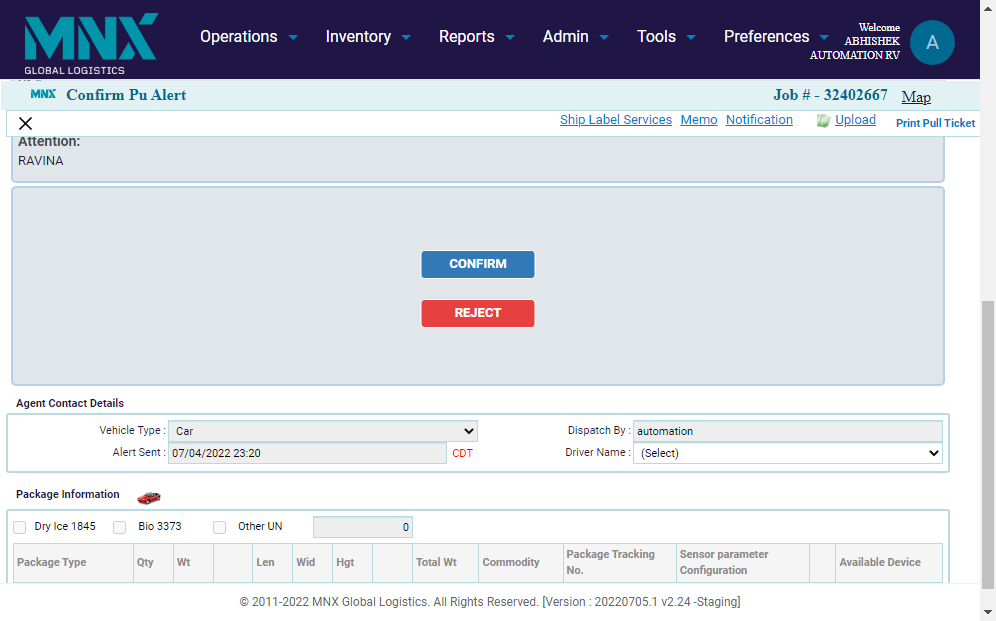 MNX
GLOBAL LOGISTICS
Operations
Inventory
Reports
Admin
Tools
Preferences
Welcome
ABHISHEK
AUTOMATION RV
A
MNX Confirm Pu Alert
Job # - 32402667 Map
Ship Label Services Memo Notification Upload Print Pull Ticket
Attention:
RAVINA
CONFIRM
REJECT
Agent Contact Details
Vehicle Type : Car
Dispatch By : automation
Alert Sent : 07/04/2022 23:20 CDT
Driver Name : (Select)
Package Information
Dry Ice 1845 Bio 3373 Other UN 0
Package Type Qty Wt Len Wid Hgt Total Wt Commodity Package Tracking No. Sensor parameter Configuration Available Device
© 2011-2022 MNX Global Logistics. All Rights Reserved. [Version : 20220705.1 v2.24 -Staging]